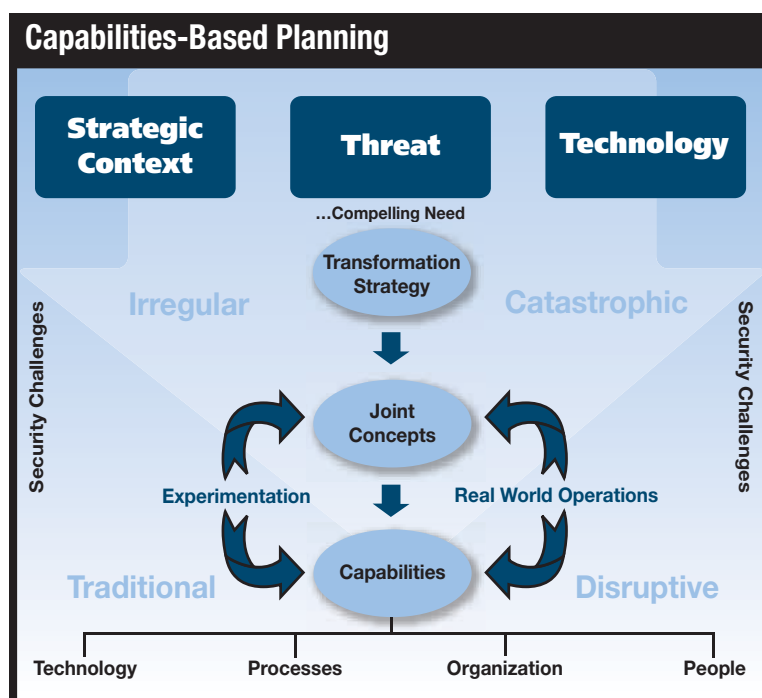 Capabilities-Based Planning
Strategic
Context
Threat
Technology
...Compelling Need
Transformation
Strategy
Irregular
Catastrophic
Security Challenges
Security Challenges
Joint
Concepts
Experimentation
Real World Operations
Capabilities
Traditional
Disruptive
Technology
Processes
Organization
People